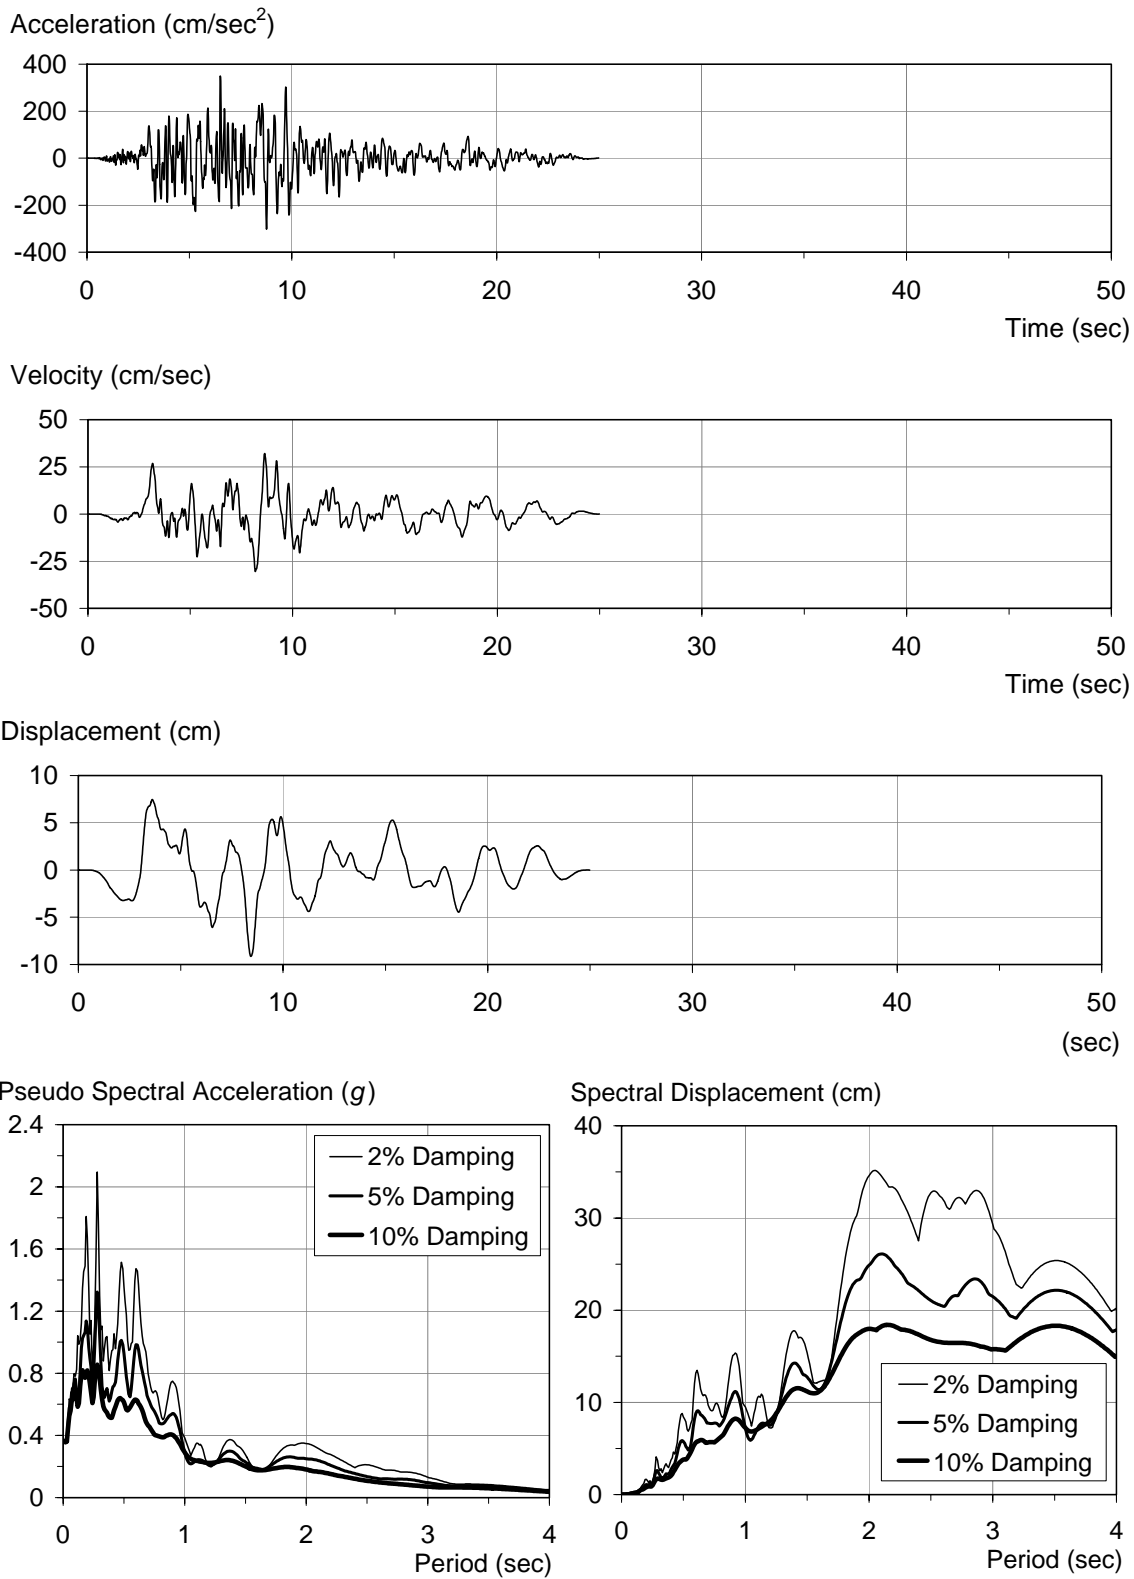 Acceleration (cm/sec²)
400
200
0
-200
-400
0 10 20 30 40 50
Time (sec)
Velocity (cm/sec)
50
25
0
-25
-50
0 10 20 30 40 50
Time (sec)
Displacement (cm)
10
5
0
-5
-10
0 10 20 30 40 50
(sec)
Pseudo Spectral Acceleration (g)
2.4
2
1.6
1.2
0.8
0.4
0
2% Damping
5% Damping
10% Damping
0 1 2 3 4
Period (sec)
Spectral Displacement (cm)
40
30
20
10
0
2% Damping
5% Damping
10% Damping
0 1 2 3 4
Period (sec)